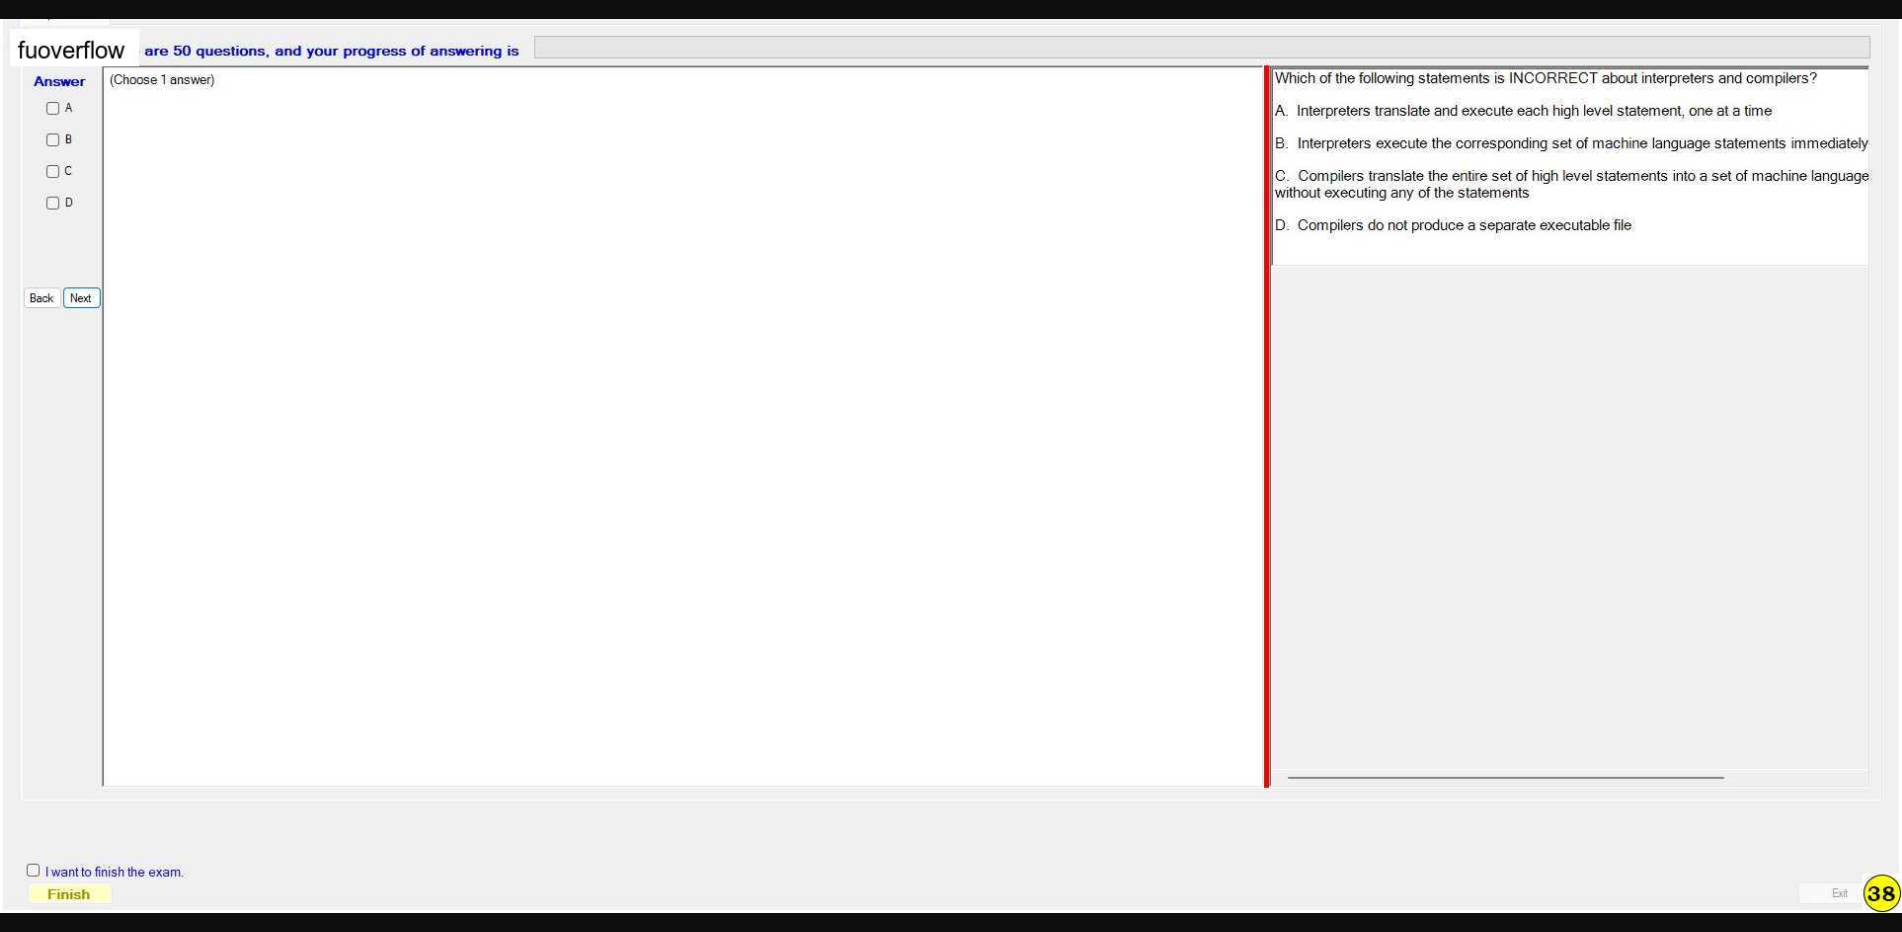 fuoverflow are 50 questions, and your progress of answering is
Answer
(Choose 1 answer)
A
B
C
D
Back Next
Which of the following statements is INCORRECT about interpreters and compilers?
A. Interpreters translate and execute each high level statement, one at a time
B. Interpreters execute the corresponding set of machine language statements immediately
C. Compilers translate the entire set of high level statements into a set of machine language
without executing any of the statements
D. Compilers do not produce a separate executable file
I want to finish the exam.
Finish
Exit
38